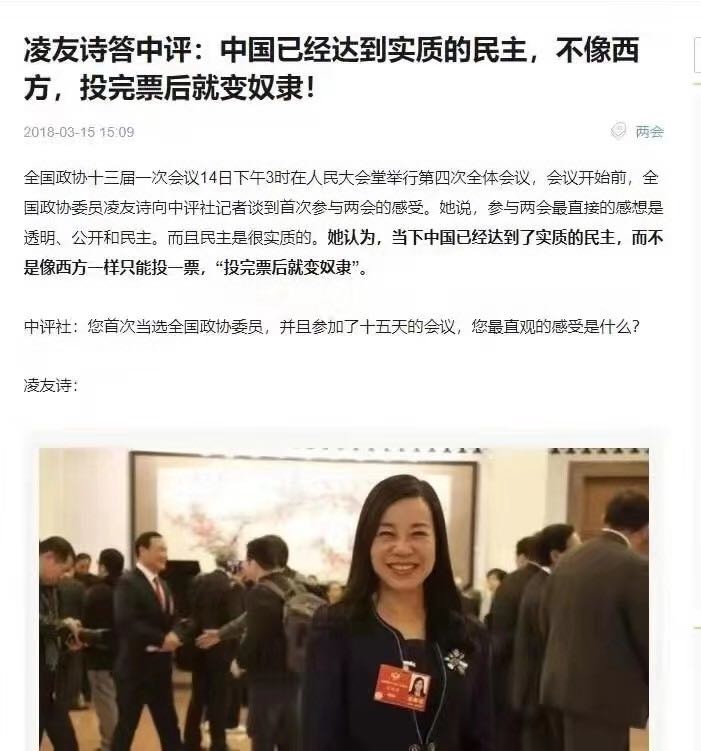 凌友诗答中评：中国已经达到实质的民主，不像西
方，投完票后就变奴隶！
2018-03-15 15:09
两会
全国政协十三届一次会议14日下午3时在人民大会堂举行第四次全体会议，会议开始前，全
国政协委员凌友诗向中评社记者谈到首次参与两会的感受。她说，参与两会最直接的感想是
透明、公开和民主。而且民主是很实质的。她认为，当下中国已经达到了实质的民主，而不
是像西方一样只能投一票，“投完票后就变奴隶”。
中评社：您首次当选全国政协委员，并且参加了十五天的会议，您最直观的感受是什么？
凌友诗：